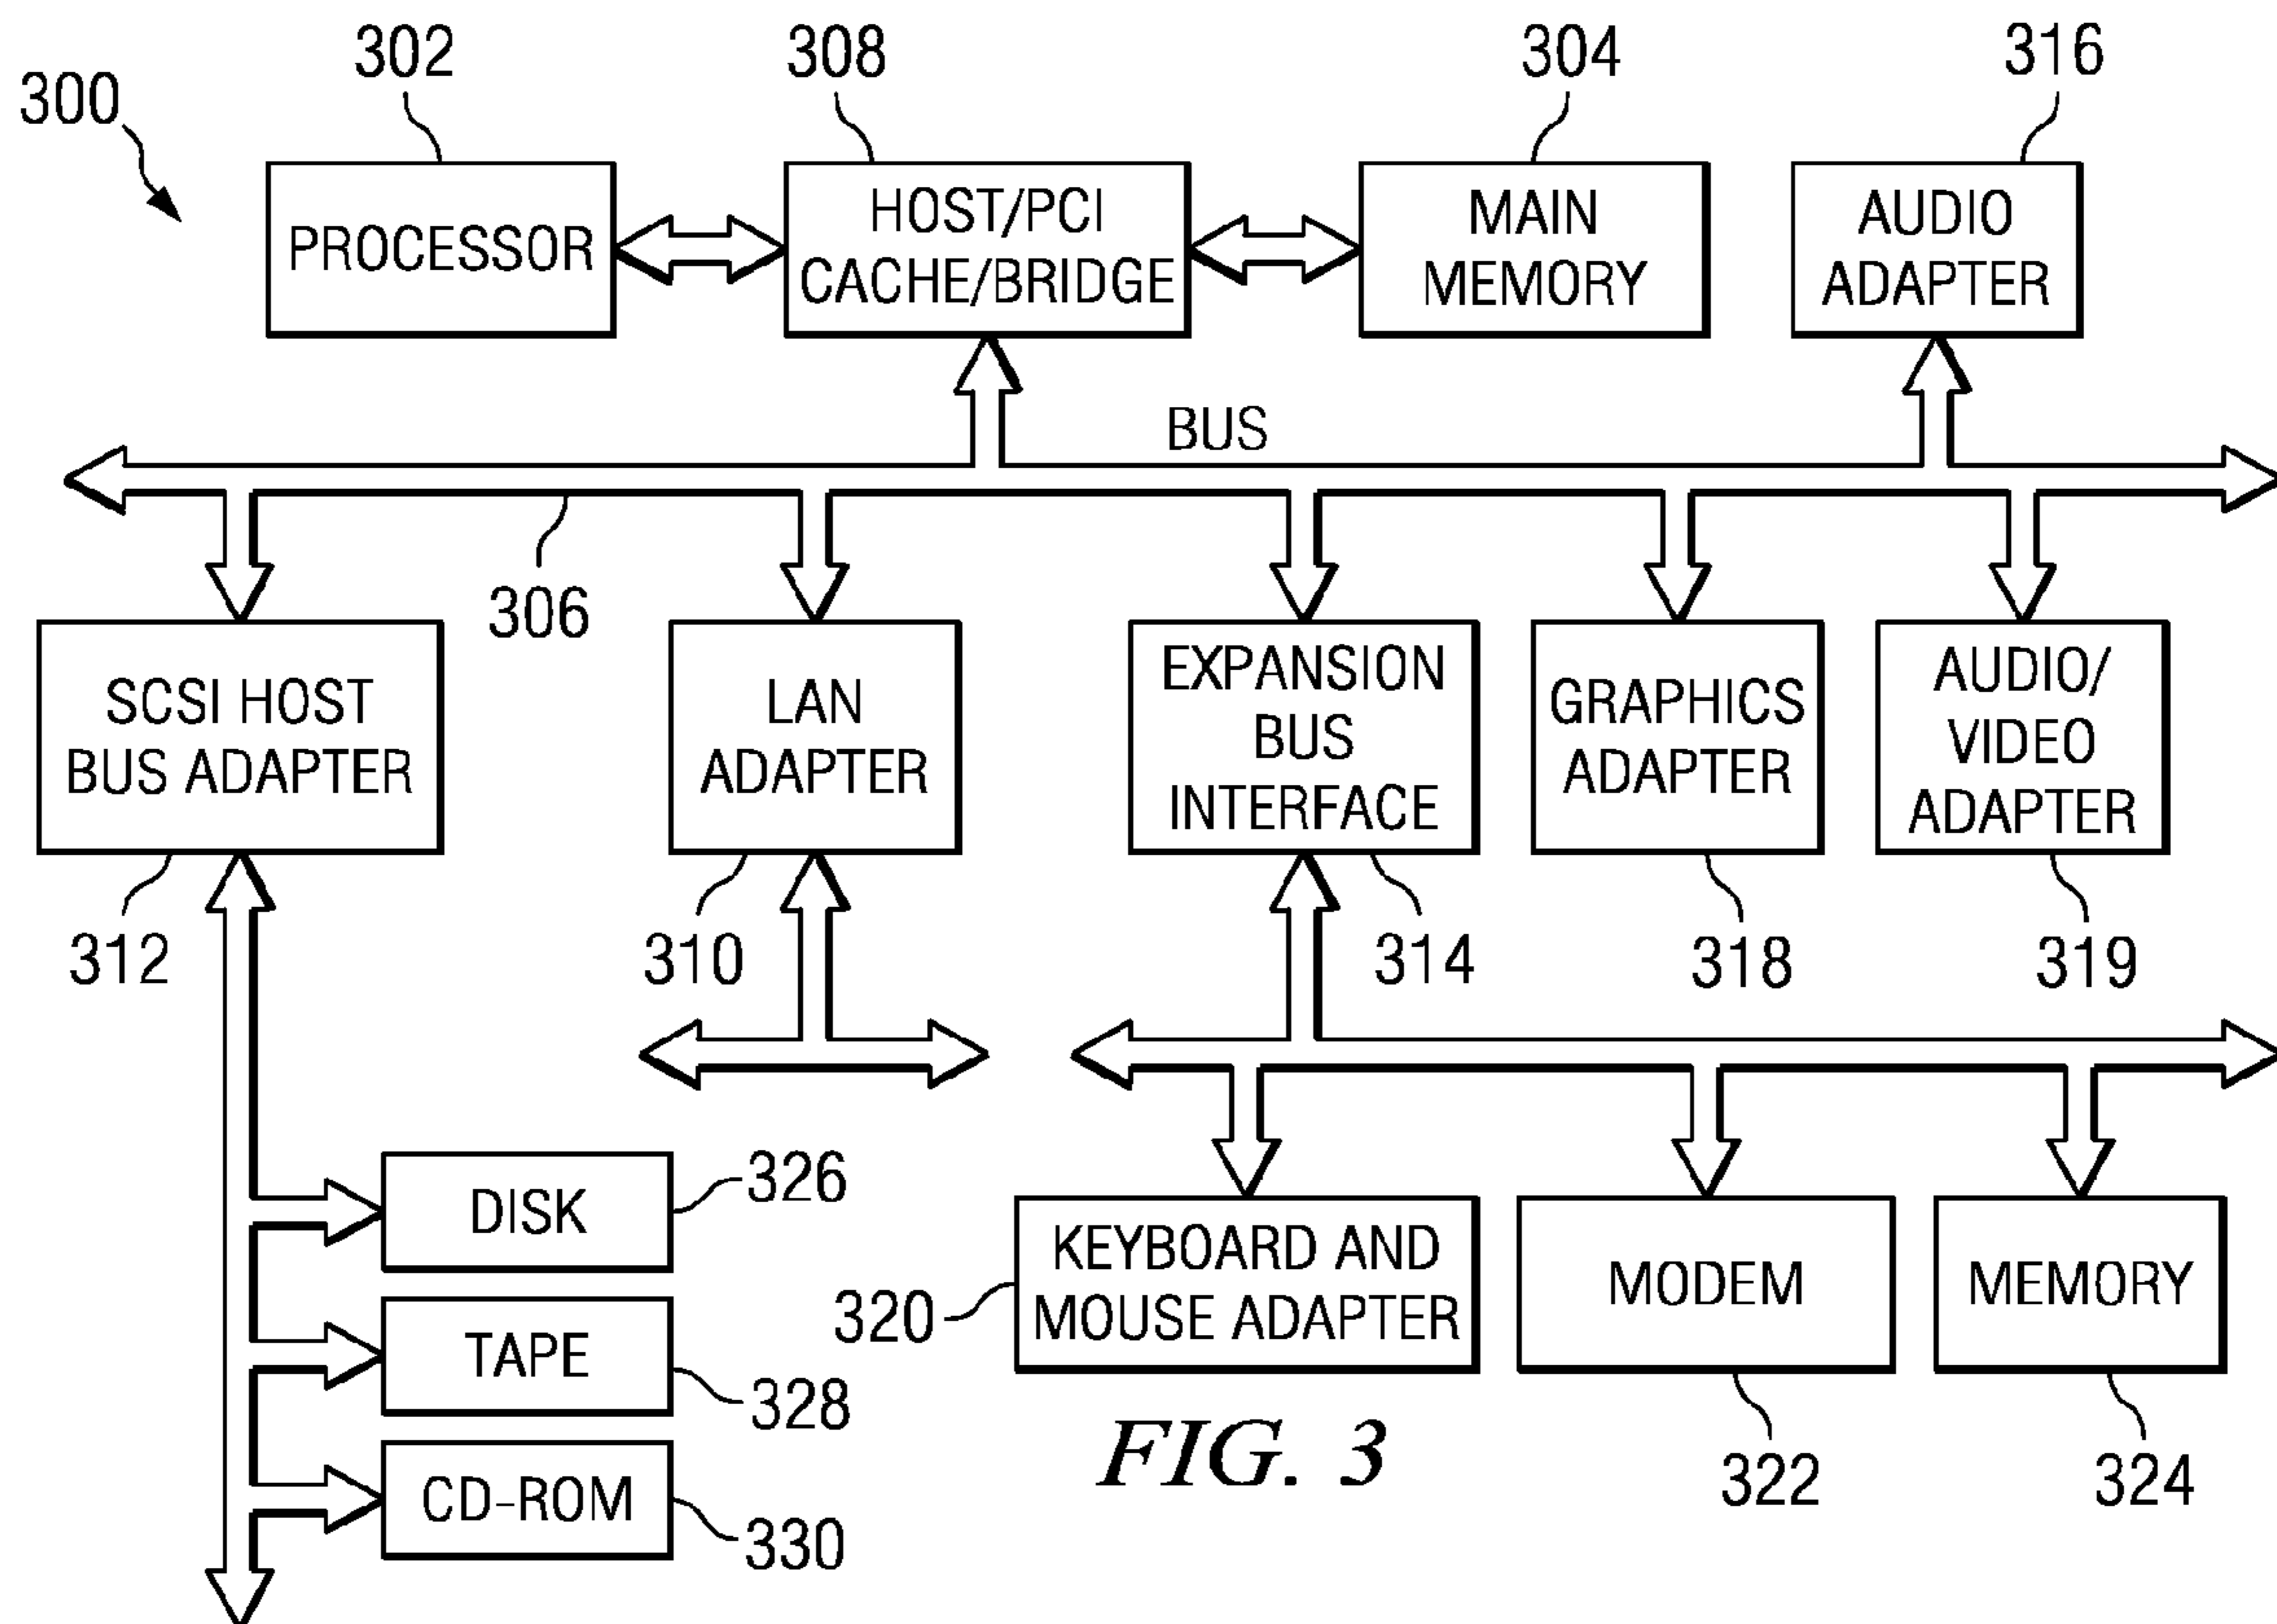 300
302
308
304
316
PROCESSOR
HOST/PCI
CACHE/BRIDGE
MAIN
MEMORY
AUDIO
ADAPTER
BUS
306
SCSI HOST
BUS ADAPTER
LAN
ADAPTER
EXPANSION
BUS
INTERFACE
GRAPHICS
ADAPTER
AUDIO/
VIDEO
ADAPTER
312
310
314
318
319
DISK
326
TAPE
328
CD-ROM
330
320
KEYBOARD AND
MOUSE ADAPTER
MODEM
MEMORY
322
324
FIG. 3